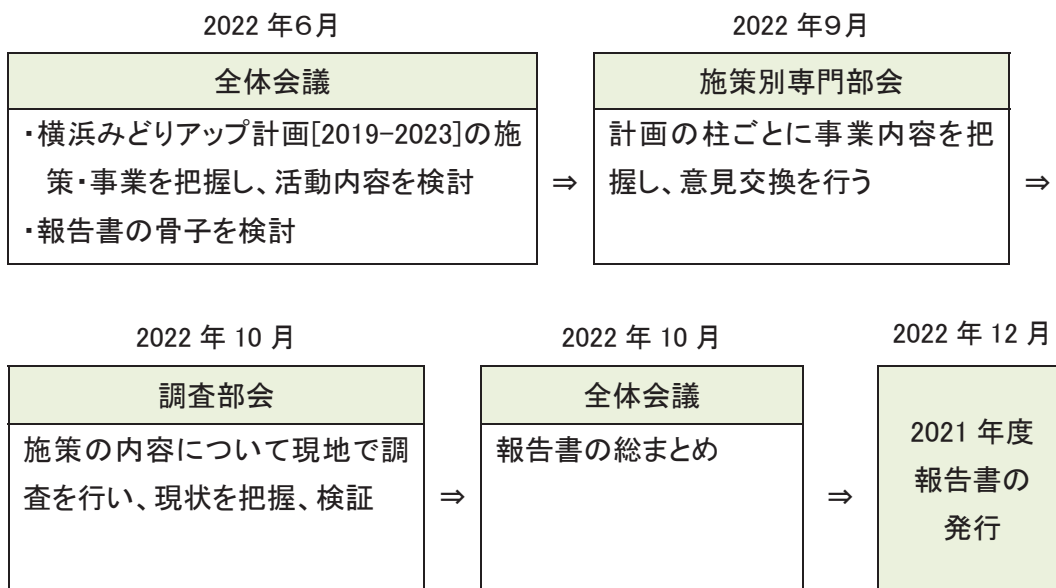 2022 年6月
全体会議
・横浜みどりアップ計画[2019-2023]の施
策・事業を把握し、活動内容を検討
・報告書の骨子を検討
⇒
2022 年9月
施策別専門部会
計画の柱ごとに事業内容を把
握し、意見交換を行う
⇒
2022 年 10 月
調査部会
施策の内容について現地で調
査を行い、現状を把握、検証
⇒
2022 年 10 月
全体会議
報告書の総まとめ
⇒
2022 年 12 月
2021 年度
報告書の
発行